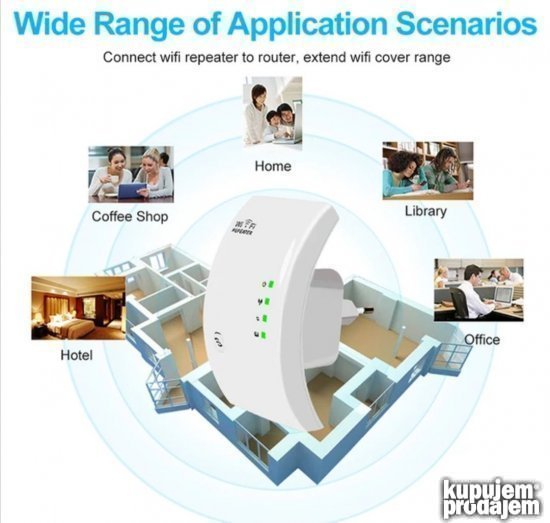 Wide Range of Application Scenarios
Connect wifi repeater to router, extend wifi cover range
Home
Coffee Shop
Library
REPEATER
Hotel
Office
kupujem
prodajem